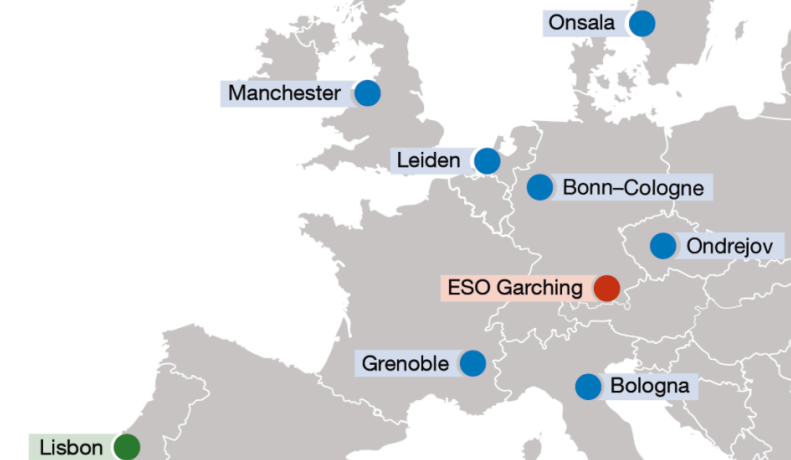 Onsala
Manchester
Leiden
Bonn–Cologne
Ondrejov
ESO Garching
Grenoble
Bologna
Lisbon